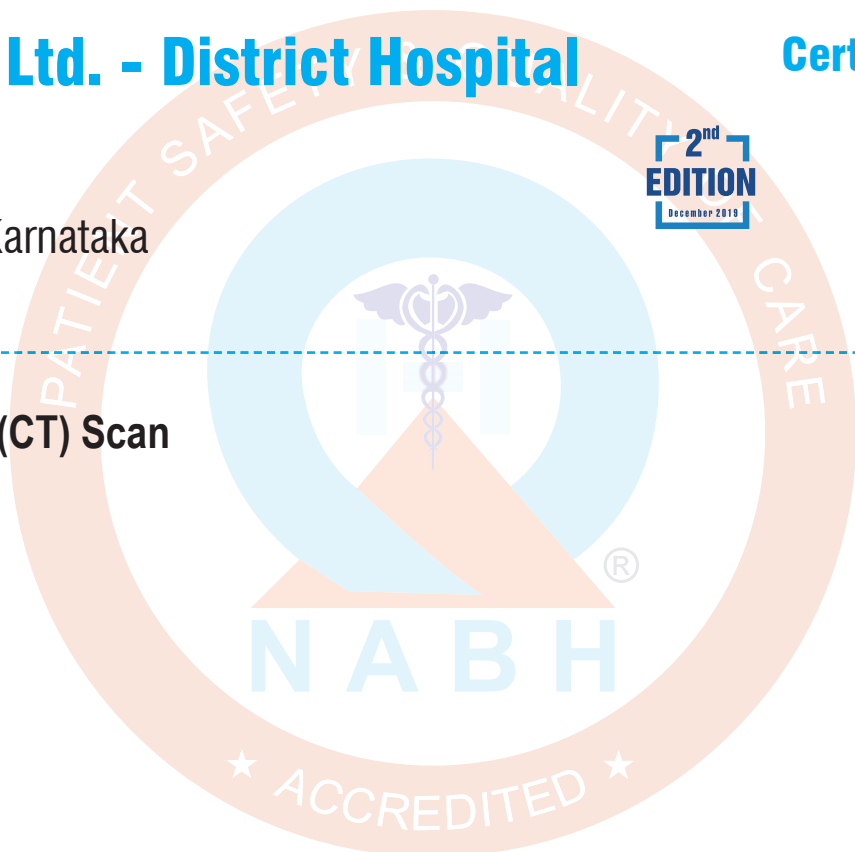 Ltd. - District Hospital
Cert
PATIENT SAFETY & QUALITY OF CARE
2nd
EDITION
December 2019
Karnataka
(CT) Scan
®
NABH
★ ACCREDITED ★